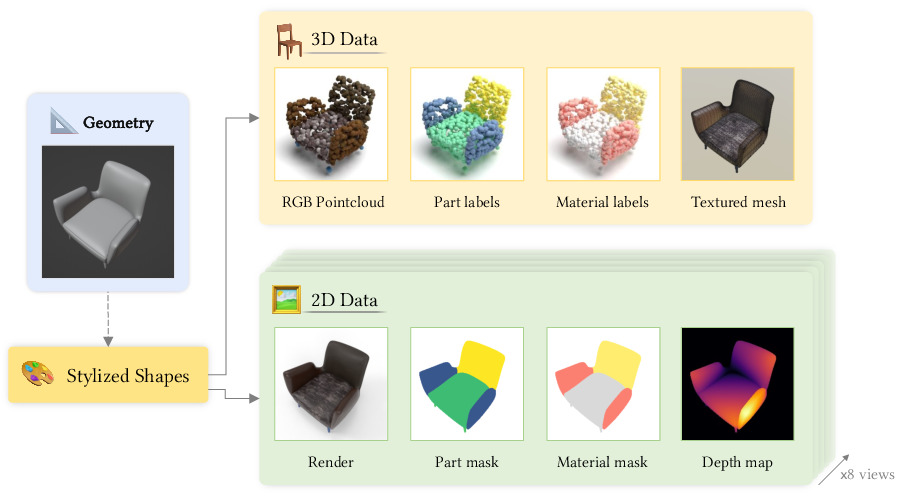 3D Data
RGB Pointcloud
Part labels
Material labels
Textured mesh
Geometry
Stylized Shapes
2D Data
Render
Part mask
Material mask
Depth map
x8 views